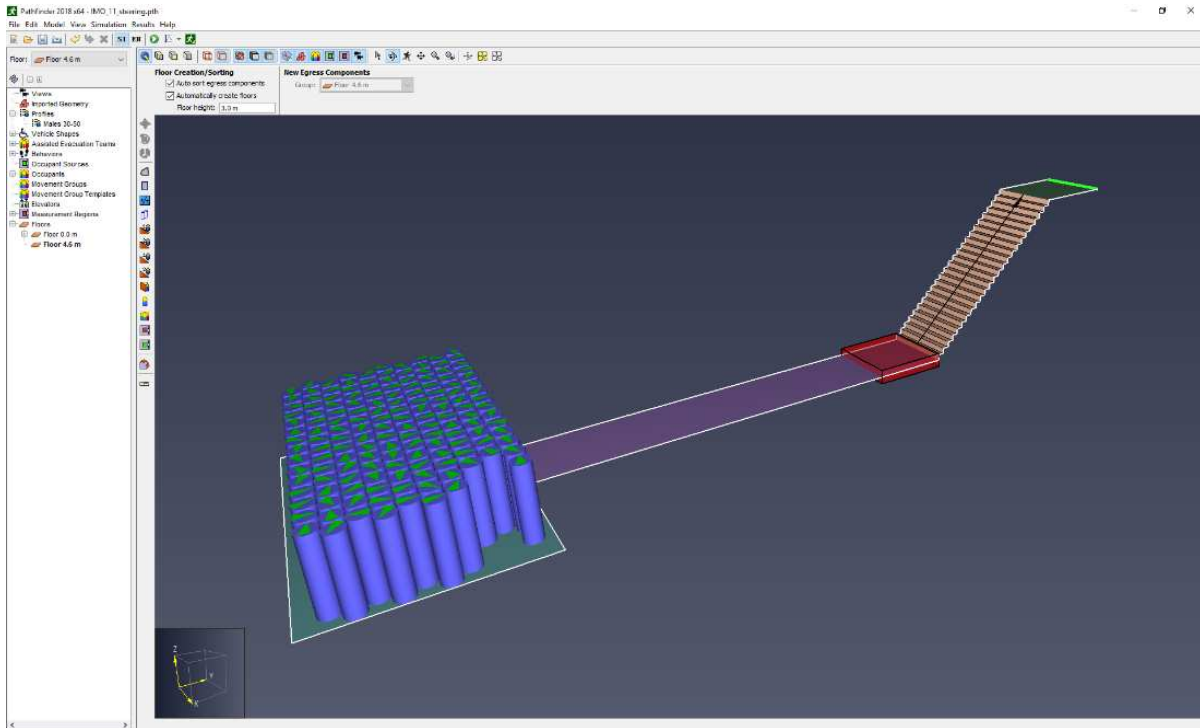 Pathfinder 2018 x64 - IMO_11_steering.pth
File Edit Model View Simulation Results Help
Floor: Floor 4.6 m
Views
Imported Geometry
Profiles
Males 30-50
Vehicle Shapes
Assisted Evacuation Teams
Behaviors
Occupant Sources
Occupants
Movement Groups
Movement Group Templates
Elevators
Measurement Regions
Floors
Floor 0.0 m
Floor 4.6 m
Floor Creation/Sorting
Auto sort egress components
Automatically create floors
Floor height: 3.0 m
New Egress Components
Group: Floor 4.6 m
Z
Y
X